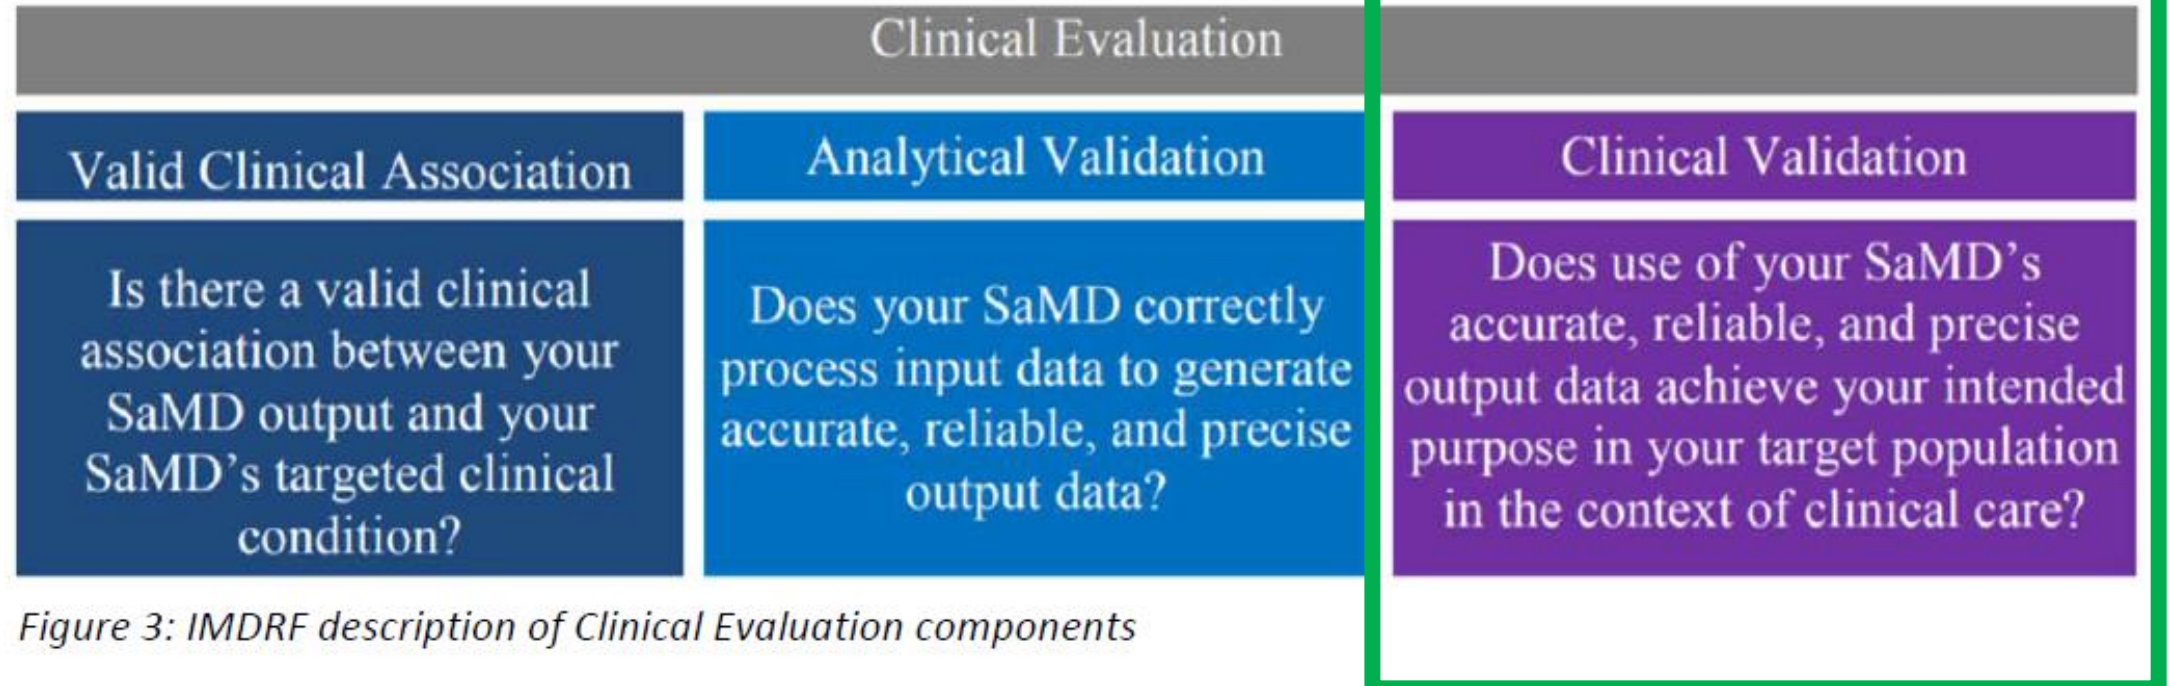 Clinical Evaluation
Valid Clinical Association
Analytical Validation
Clinical Validation
Is there a valid clinical
association between your
SaMD output and your
SaMD’s targeted clinical
condition?
Does your SaMD correctly
process input data to generate
accurate, reliable, and precise
output data?
Does use of your SaMD’s
accurate, reliable, and precise
output data achieve your intended
purpose in your target population
in the context of clinical care?
Figure 3: IMDRF description of Clinical Evaluation components